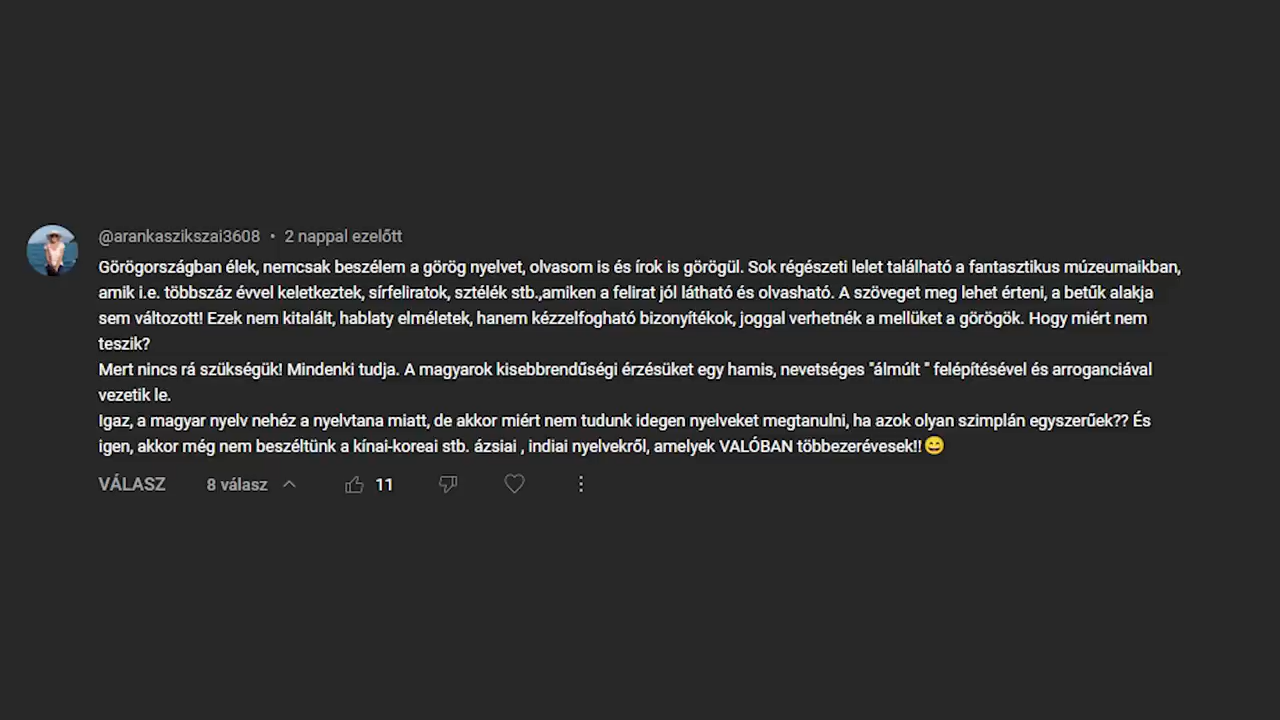 @arankaszikszai3608 • 2 nappal ezelőtt
Görögországban élek, nemcsak beszélem a görög nyelvet, olvasom is és írok is görögül. Sok régészeti lelet található a fantasztikus múzeumaikban,
amik i.e. többszáz évvel keletkeztek, sírfeliratok, sztélék stb.,amiken a felirat jól látható és olvasható. A szöveget meg lehet érteni, a betűk alakja
sem változott! Ezek nem kitalált, hablaty elméletek, hanem kézzelfogható bizonyítékok, joggal verhetnék a mellüket a görögök. Hogy miért nem
teszik?
Mert nincs rá szükségük! Mindenki tudja. A magyarok kisebbrendűségi érzésüket egy hamis, nevetséges "álmúlt " felépítésével és arroganciával
vezetik le.
Igaz, a magyar nyelv nehéz a nyelvtana miatt, de akkor miért nem tudunk idegen nyelveket megtanulni, ha azok olyan szimplán egyszerűek?? És
igen, akkor még nem beszéltünk a kínai-koreai stb. ázsiai , indiai nyelvekről, amelyek VALÓBAN többezerévesek!!😄
VÁLASZ 8 válasz 11